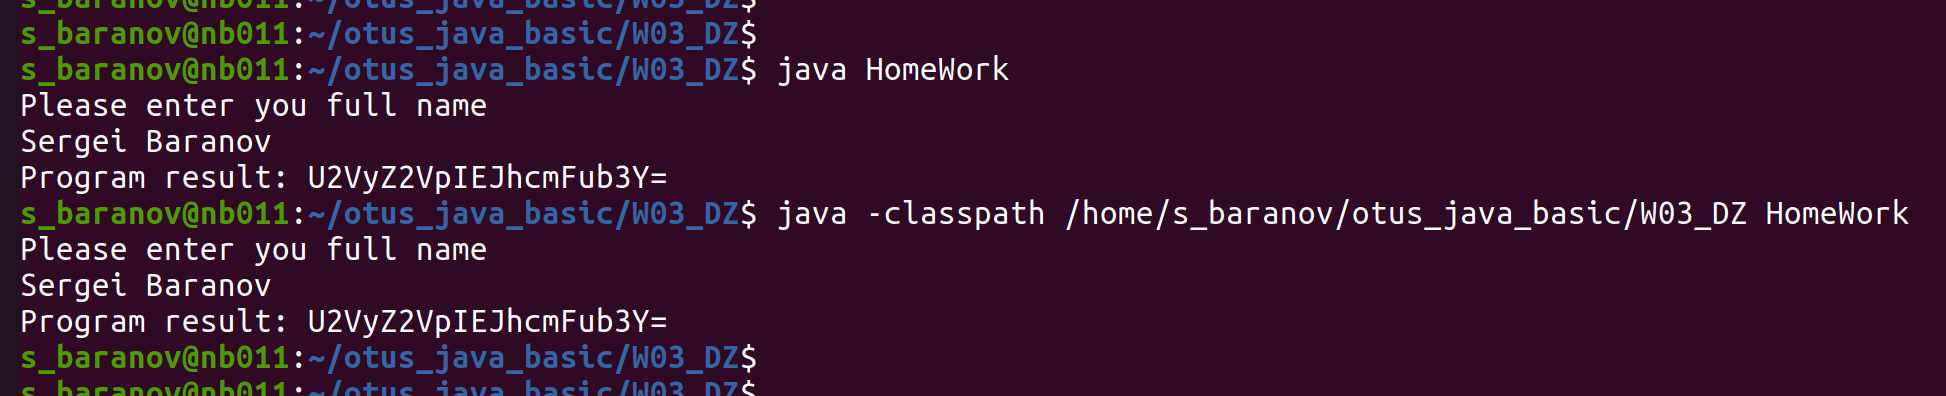 s_baranov@nb011:~/otus_java_basic/W03_DZ$
s_baranov@nb011:~/otus_java_basic/W03_DZ$
s_baranov@nb011:~/otus_java_basic/W03_DZ$ java HomeWork
Please enter you full name
Sergei Baranov
Program result: U2VyZ2VpIEJhcmFub3Y=
s_baranov@nb011:~/otus_java_basic/W03_DZ$ java -classpath /home/s_baranov/otus_java_basic/W03_DZ HomeWork
Please enter you full name
Sergei Baranov
Program result: U2VyZ2VpIEJhcmFub3Y=
s_baranov@nb011:~/otus_java_basic/W03_DZ$
s_baranov@nb011:~/otus_java_basic/W03_DZ$